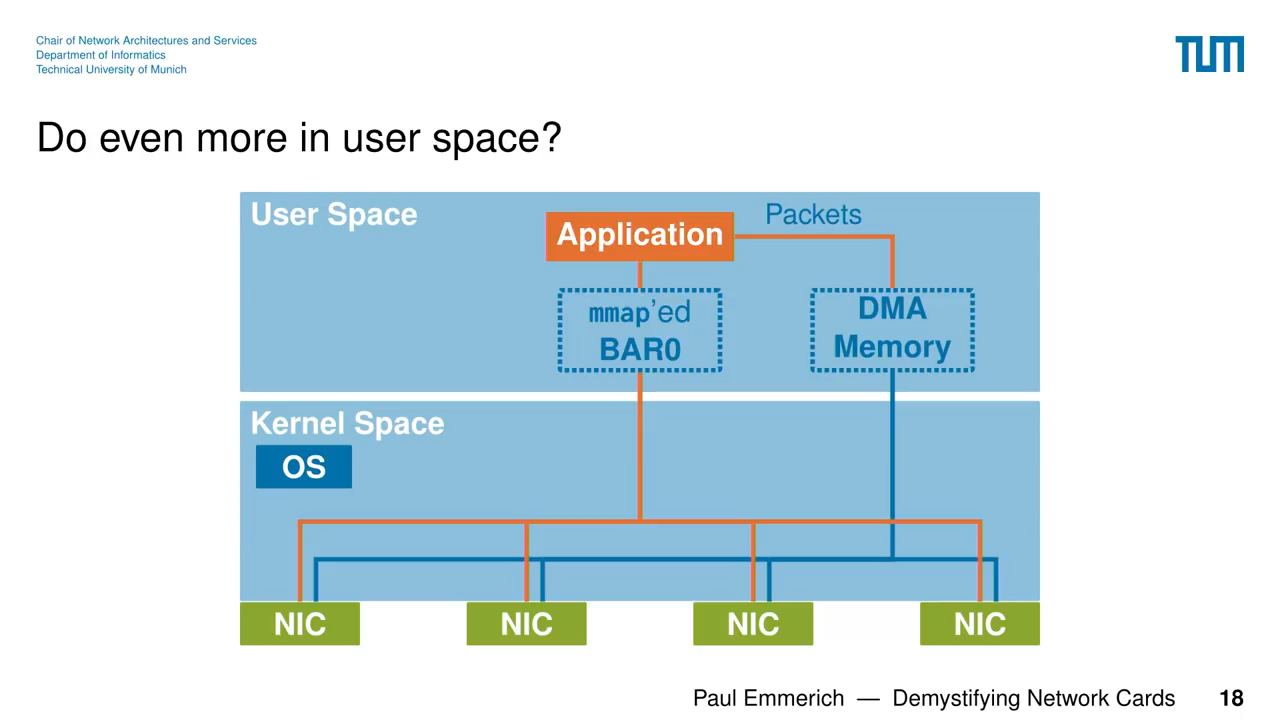 Chair of Network Architectures and Services
Department of Informatics
Technical University of Munich
TUM
Do even more in user space?
User Space
Packets
Application
mmap’ed
BAR0
DMA
Memory
Kernel Space
OS
NIC
NIC
NIC
NIC
Paul Emmerich — Demystifying Network Cards 18